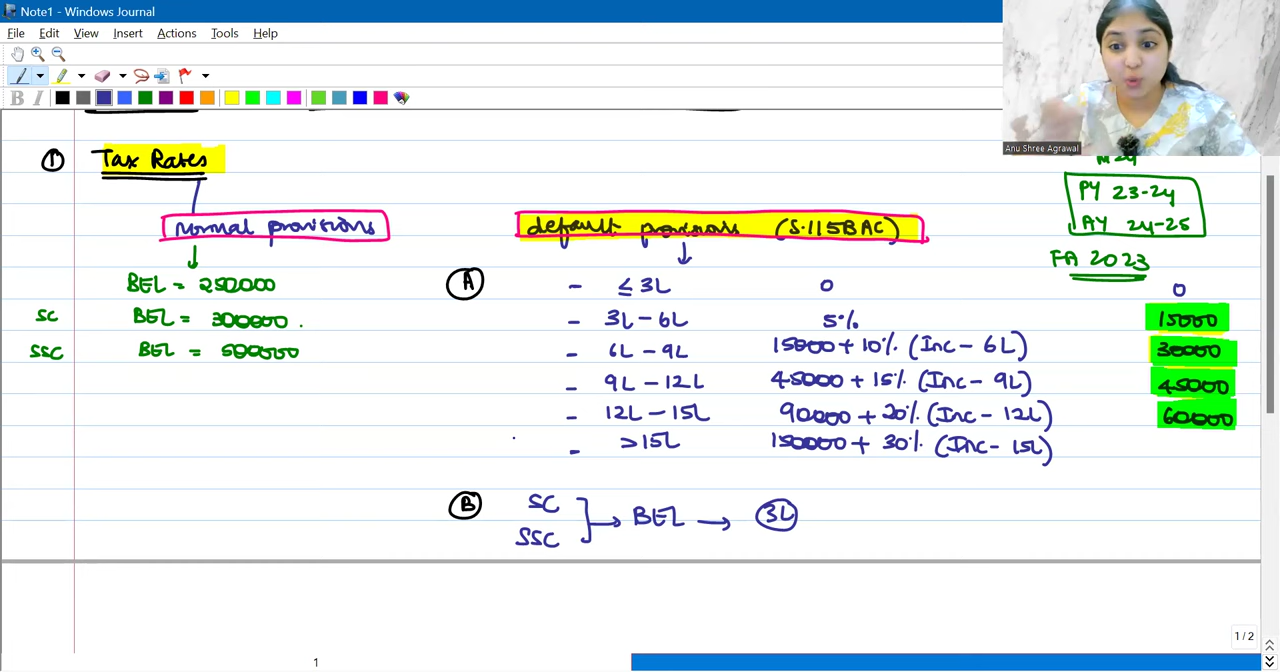 Note1 - Windows Journal
File Edit View Insert Actions Tools Help
B I
Anu Shree Agrawal
① Tax Rates
M24
PY 23-24
AY 24-25
FA 2023
normal provisions
default provisions (S.115BAC)
BEL = 250000
SC BEL = 300000.
SSC BEL = 500000
Ⓐ - ≤ 3L 0 0
- 3L - 6L 5% 15000
- 6L - 9L 15000 + 10% (Inc - 6L) 30000
- 9L - 12L 45000 + 15% (Inc - 9L) 45000
- 12L - 15L 90000 + 20% (Inc - 12L) 60000
- >15L 150000 + 30% (Inc - 15L)
Ⓑ SC
SSC
→ BEL → 3L
1 / 2
1